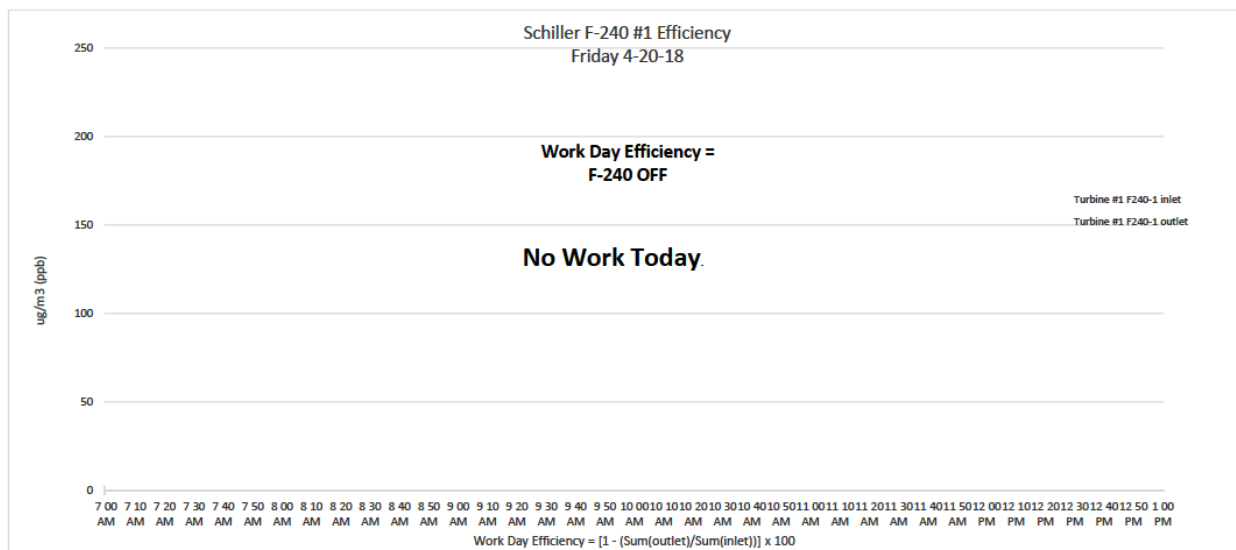 Schiller F-240 #1 Efficiency
Friday 4-20-18
250
200
Work Day Efficiency =
F-240 OFF
Turbine #1 F240-1 inlet
150
Turbine #1 F240-1 outlet
No Work Today.
ug/m3 (ppb)
100
50
0
7 00 7 10 7 20 7 30 7 40 7 50 8 00 8 10 8 20 8 30 8 40 8 50 9 00 9 10 9 20 9 30 9 40 9 50 10 00 10 10 10 20 10 30 10 40 10 50 11 00 11 10 11 20 11 30 11 40 11 50 12 00 12 10 12 20 12 30 12 40 12 50 1 00
AM AM AM AM AM AM AM AM AM AM AM AM AM AM AM AM AM AM AM AM AM AM AM AM AM AM AM AM AM AM PM PM PM PM PM PM PM
Work Day Efficiency = [1 - (Sum(outlet)/Sum(inlet))] x 100